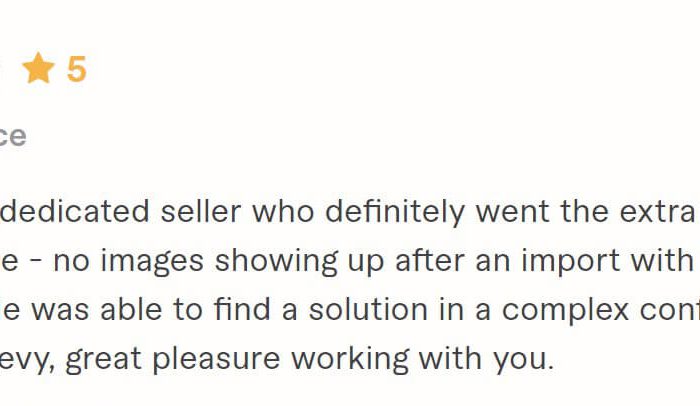 5
ce
dedicated seller who definitely went the extra
e - no images showing up after an import with
e was able to find a solution in a complex conf
evy, great pleasure working with you.